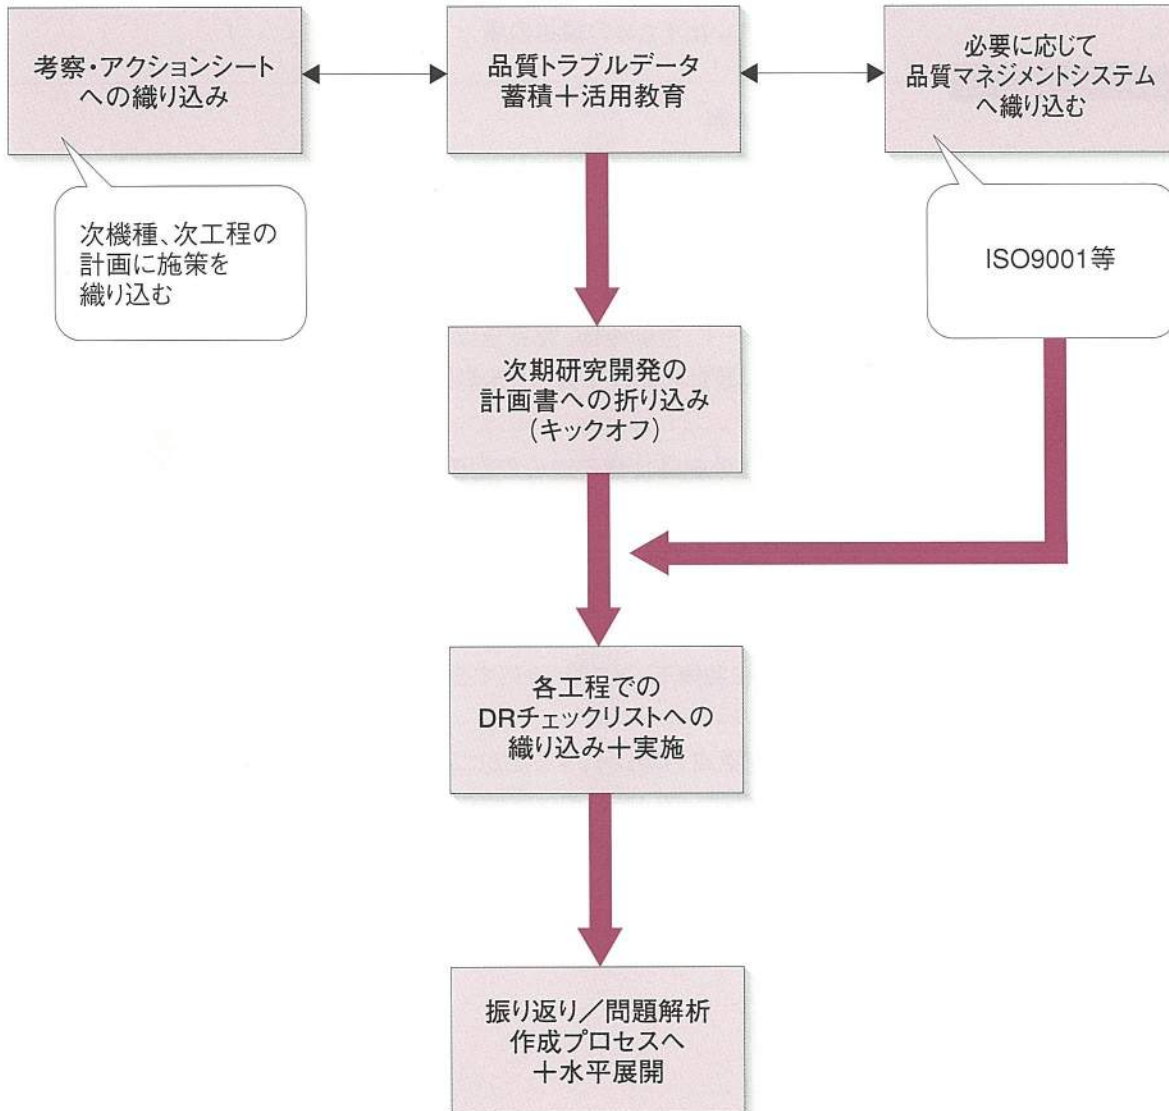 考察・アクションシート
への織り込み
品質トラブルデータ
蓄積＋活用教育
必要に応じて
品質マネジメントシステム
へ織り込む
次機種、次工程の
計画に施策を
織り込む
ISO9001等
次期研究開発の
計画書への折り込み
(キックオフ)
各工程での
DRチェックリストへの
織り込み＋実施
振り返り／問題解析
作成プロセスへ
＋水平展開